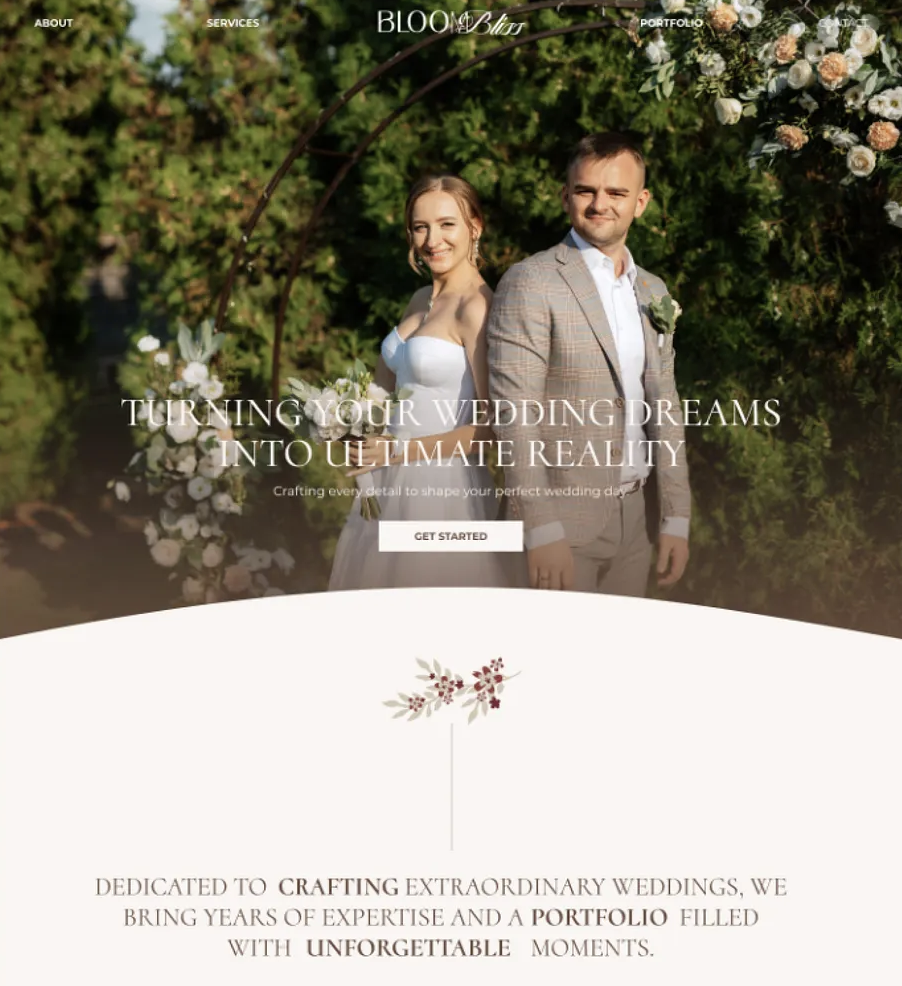 ABOUT
SERVICES
BLOOM Bliss
PORTFOLIO
CONTACT
TURNING YOUR WEDDING DREAMS
INTO ULTIMATE REALITY
Crafting every detail to shape your perfect wedding day.
GET STARTED
DEDICATED TO CRAFTING EXTRAORDINARY WEDDINGS, WE
BRING YEARS OF EXPERTISE AND A PORTFOLIO FILLED
WITH UNFORGETTABLE MOMENTS.